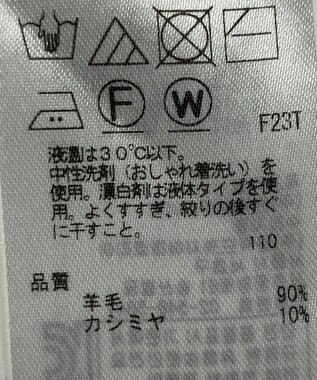 F
W
F23T
液温は30℃以下。
中性洗剤（おしゃれ着洗い）を
使用。漂白剤は液体タイプを使
用。よくすすぎ、絞りの後すぐ
に干すこと。
110
品質
羊毛 90%
カシミヤ 10%